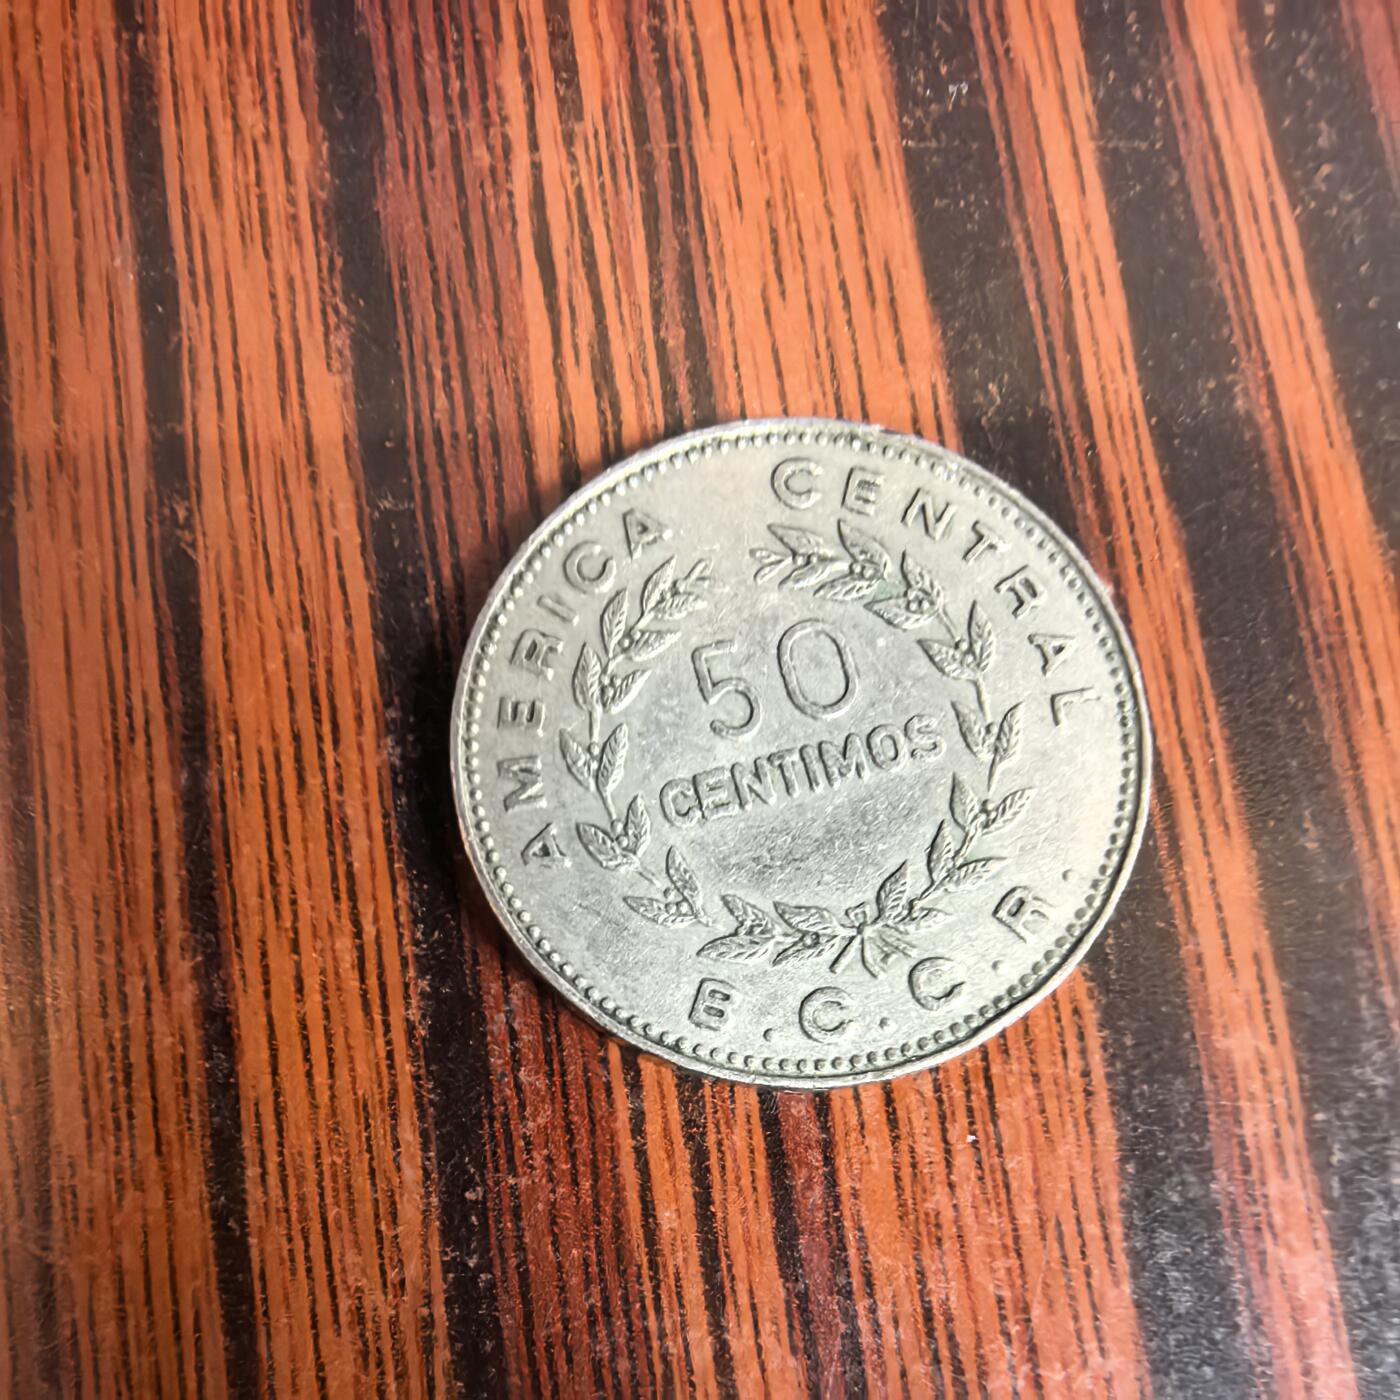 AMERICA CENTRAL
50
CENTIMOS
B.C.C.R.